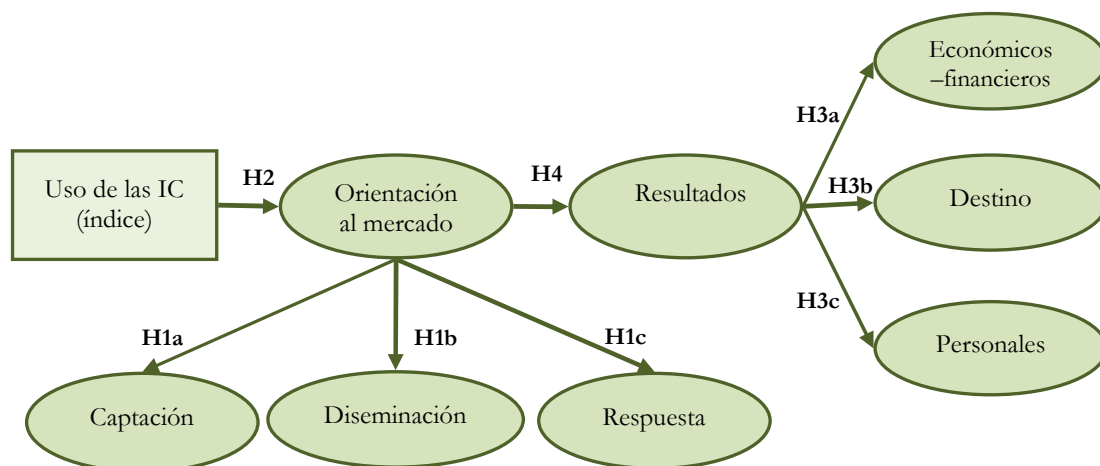 Económicos
–financieros
H3a
Uso de las IC
(índice)
H2
Orientación
al mercado
H4
Resultados
H3b
Destino
H3c
Personales
H1a
H1b
H1c
Captación
Diseminación
Respuesta